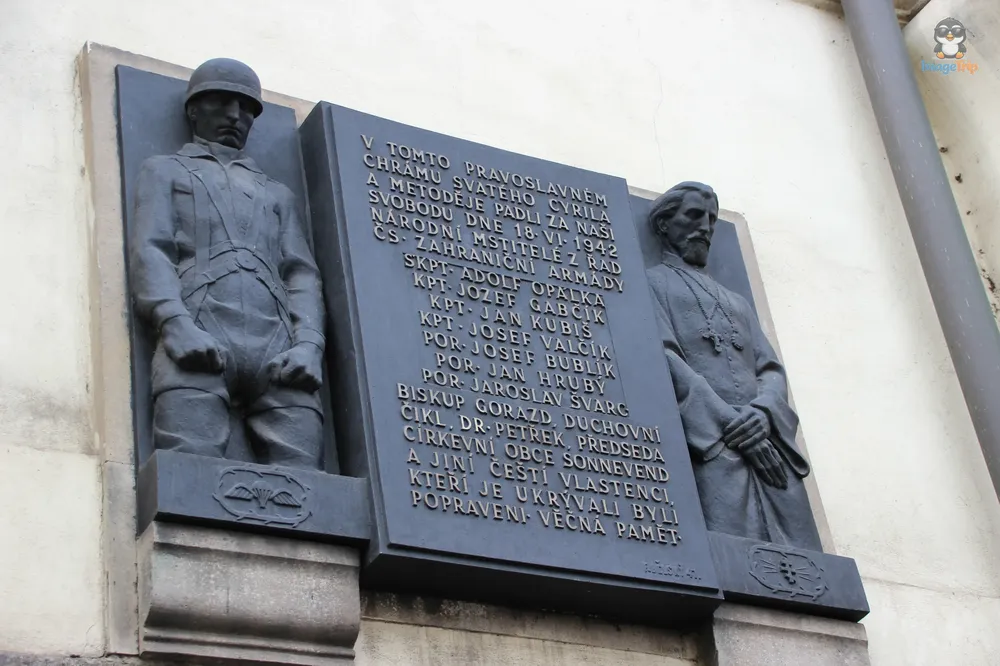 V TOMTO PRAVOSLAVNÉM
CHRÁMU SVATÉHO CYRILA
A METODĚJE PADLI ZA NAŠI
SVOBODU DNE 18·VI·1942
NÁRODNÍ MSTITELÉ Z ŘAD
ČS· ZAHRANIČNÍ ARMÁDY
ŠKPT· ADOLF OPÁLKA
KPT· JOZEF GABČÍK
KPT· JAN KUBIŠ
KPT· JOSEF VALČÍK
POR· JOSEF BUBLÍK
POR· JAN HRUBÝ
POR· JAROSLAV ŠVARC
BISKUP GORAZD, DUCHOVNÍ
ČIKL, DR· PETŘEK, PŘEDSEDA
CÍRKEVNÍ OBCE SONNEVEND
A JINÍ ČEŠTÍ VLASTENCI,
KTEŘÍ JE UKRÝVALI BYLI
POPRAVENI· VĚČNÁ PAMĚŤ·
ImageTrip